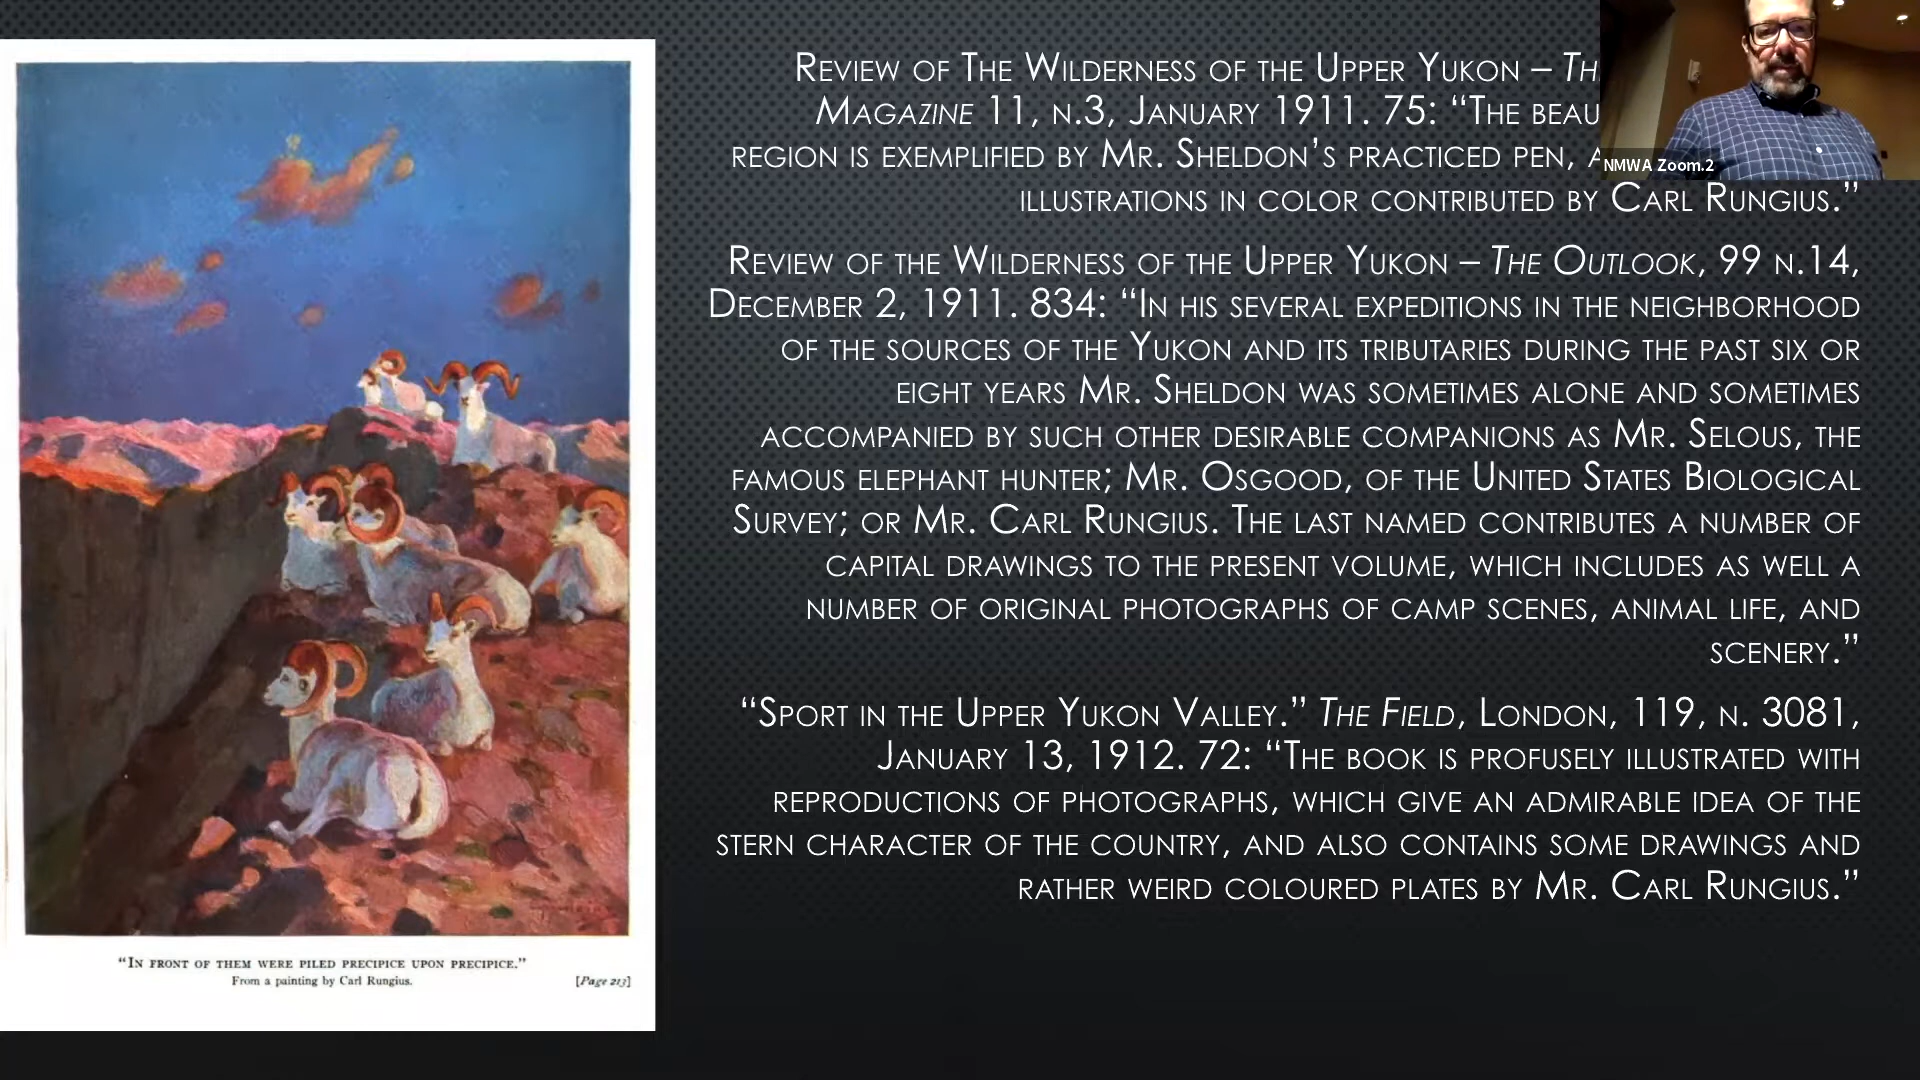 Review of The Wilderness of the Upper Yukon –
Magazine 11, n.3, January 1911. 75: “The
region is exemplified by Mr. Sheldon’s practiced pen,
illustrations in color contributed by Carl Rungius.”
Review of the Wilderness of the Upper Yukon – The Outlook, 99 n.14,
December 2, 1911. 834: “In his several expeditions in the neighborhood
of the sources of the Yukon and its tributaries during the past six or
eight years Mr. Sheldon was sometimes alone and sometimes
accompanied by such other desirable companions as Mr. Selous, the
famous elephant hunter; Mr. Osgood, of the United States Biological
Survey; or Mr. Carl Rungius. The last named contributes a number of
capital drawings to the present volume, which includes as well a
number of original photographs of camp scenes, animal life, and
scenery.”
“Sport in the Upper Yukon Valley.” The Field, London, 119, n. 3081,
January 13, 1912. 72: “The book is profusely illustrated with
reproductions of photographs, which give an admirable idea of the
stern character of the country, and also contains some drawings and
rather weird coloured plates by Mr. Carl Rungius.”
“In front of them were piled precipice upon precipice.”
From a painting by Carl Rungius.
[Page 213]
NMWA Zoom.2